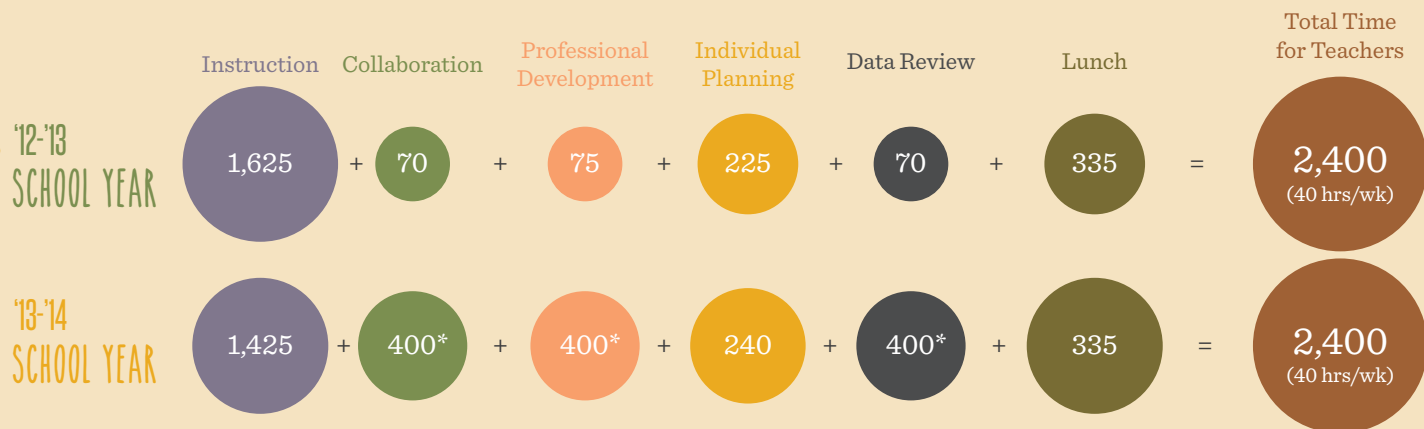 Instruction
Collaboration
Professional
Development
Individual
Planning
Data Review
Lunch
Total Time
for Teachers
‘12-’13
SCHOOL YEAR
1,625 + 70 + 75 + 225 + 70 + 335 = 2,400
(40 hrs/wk)
‘13-’14
SCHOOL YEAR
1,425 + 400* + 400* + 240 + 400* + 335 = 2,400
(40 hrs/wk)